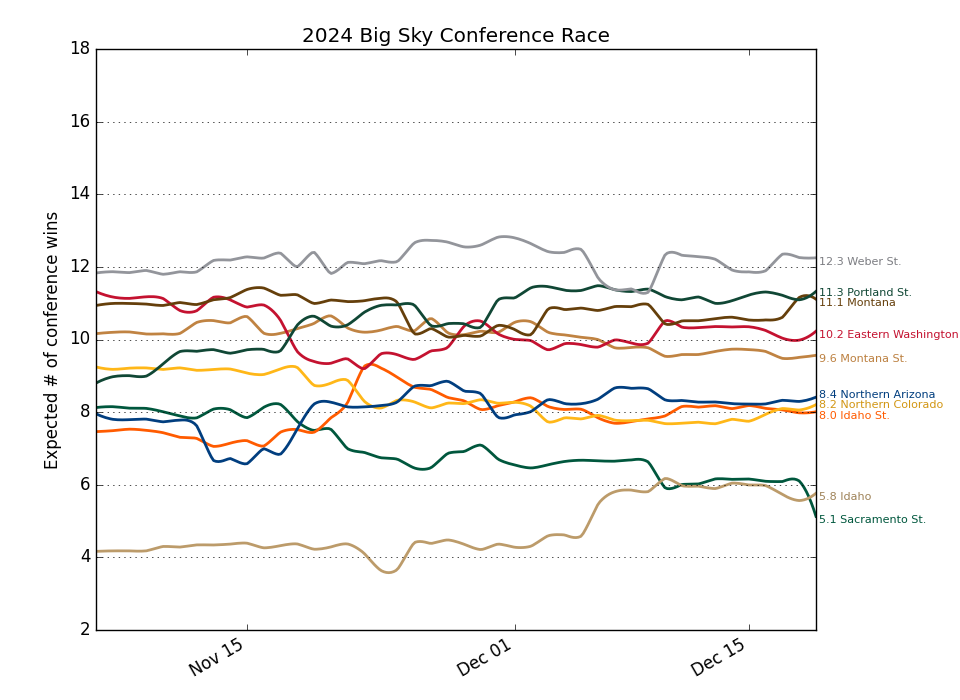 2024 Big Sky Conference Race
Expected # of conference wins
18
16
14
12
10
8
6
4
2
Nov 15
Dec 01
Dec 15
12.3 Weber St.
11.3 Portland St.
11.1 Montana
10.2 Eastern Washington
9.6 Montana St.
8.4 Northern Arizona
8.2 Northern Colorado
8.0 Idaho St.
5.8 Idaho
5.1 Sacramento St.